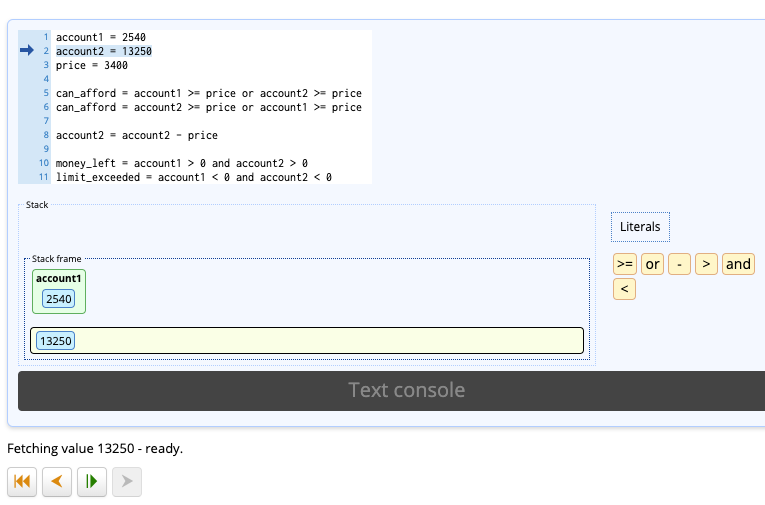 1 account1 = 2540
2 account2 = 13250
3 price = 3400
4
5 can_afford = account1 >= price or account2 >= price
6 can_afford = account2 >= price or account1 >= price
7
8 account2 = account2 - price
9
10 money_left = account1 > 0 and account2 > 0
11 limit_exceeded = account1 < 0 and account2 < 0
Stack
Stack frame
account1
2540
13250
Literals
>= or - > and
<
Text console
Fetching value 13250 - ready.